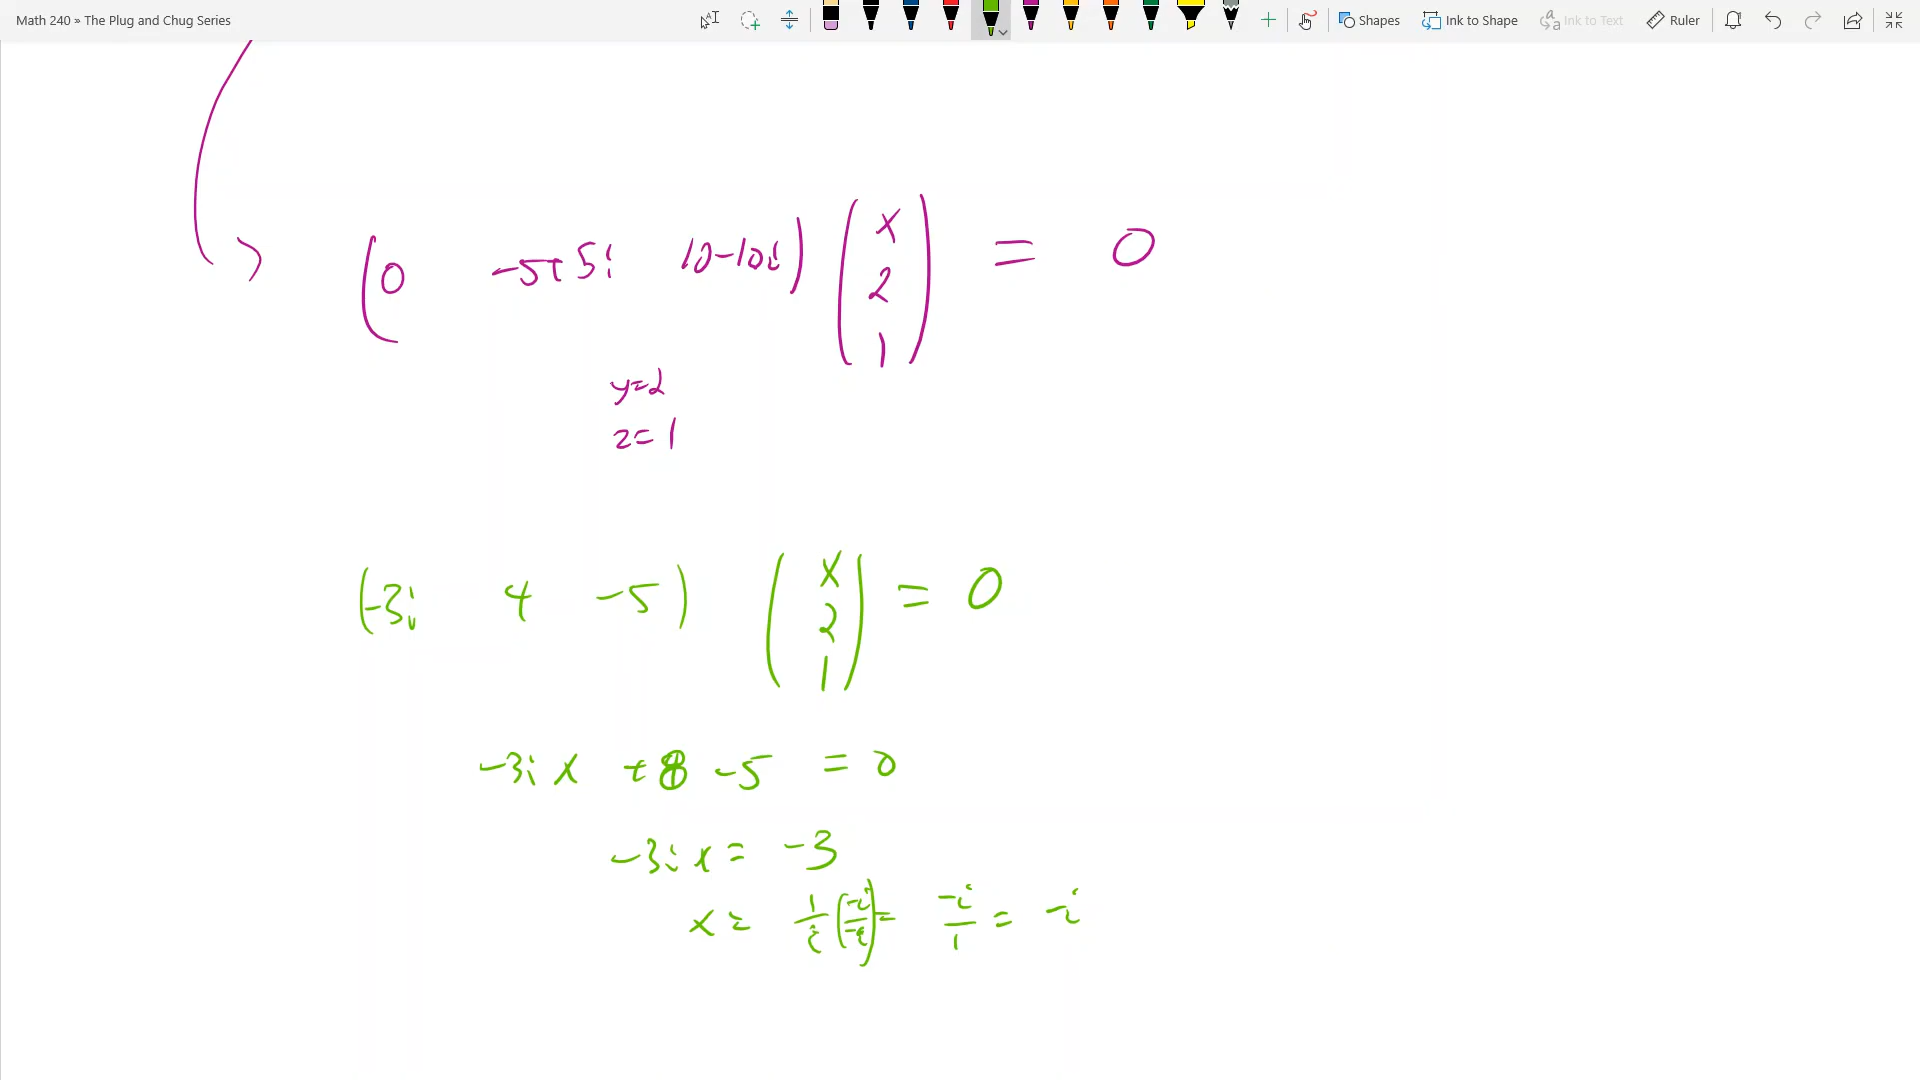 Math 240 » The Plug and Chug Series
Shapes
Ink to Shape
Ink to Text
Ruler
(0 -5+5i 10-10i) (x 2 1) = 0
y=2
z=1
(-3i 4 -5) (x 2 1) = 0
-3i x +8 -5 = 0
-3i x = -3
x = 1/i (-i/-i) = -i/1 = -i